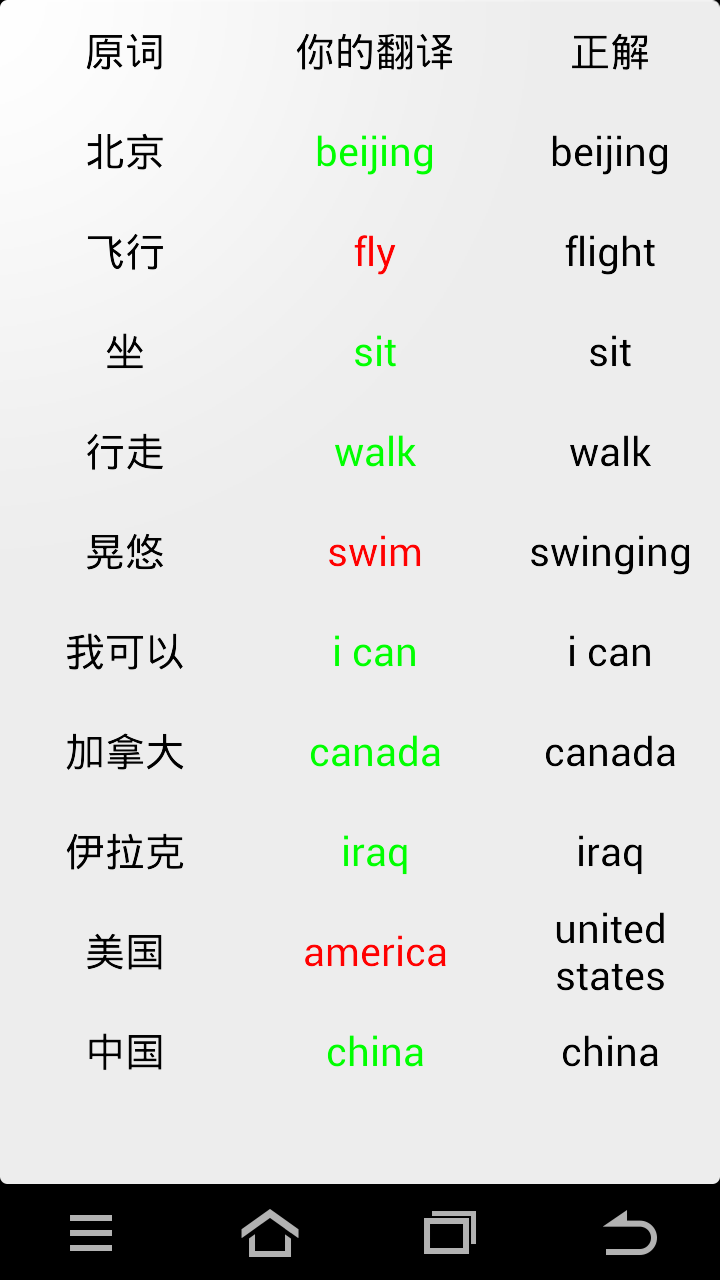 原词 你的翻译 正解
北京 beijing beijing
飞行 fly flight
坐 sit sit
行走 walk walk
晃悠 swim swinging
我可以 i can i can
加拿大 canada canada
伊拉克 iraq iraq
美国 america united
states
中国 china china